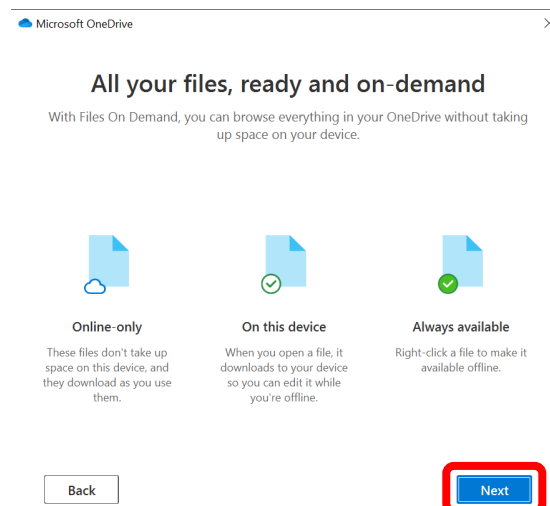 Microsoft OneDrive
All your files, ready and on-demand
With Files On Demand, you can browse everything in your OneDrive without taking
up space on your device.
Online-only
These files don't take up
space on this device, and
they download as you use
them.
On this device
When you open a file, it
downloads to your device
so you can edit it while
you're offline.
Always available
Right-click a file to make it
available offline.
Back
Next